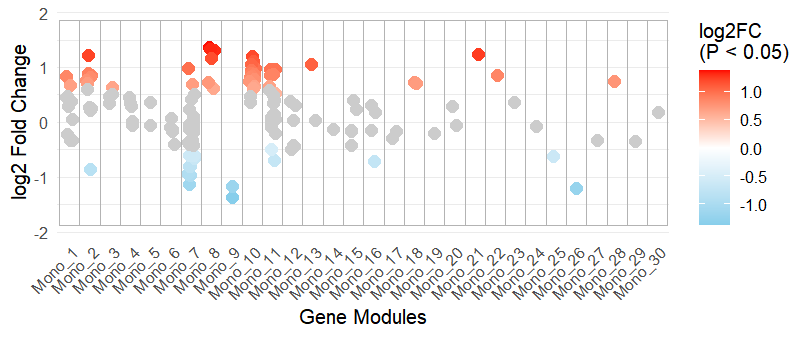 2
1
0
-1
-2
log2 Fold Change
Mono_1
Mono_2
Mono_3
Mono_4
Mono_5
Mono_6
Mono_7
Mono_8
Mono_9
Mono_10
Mono_11
Mono_12
Mono_13
Mono_14
Mono_15
Mono_16
Mono_17
Mono_18
Mono_19
Mono_20
Mono_21
Mono_22
Mono_23
Mono_24
Mono_25
Mono_26
Mono_27
Mono_28
Mono_29
Mono_30
Gene Modules
log2FC
(P < 0.05)
1.0
0.5
0.0
-0.5
-1.0